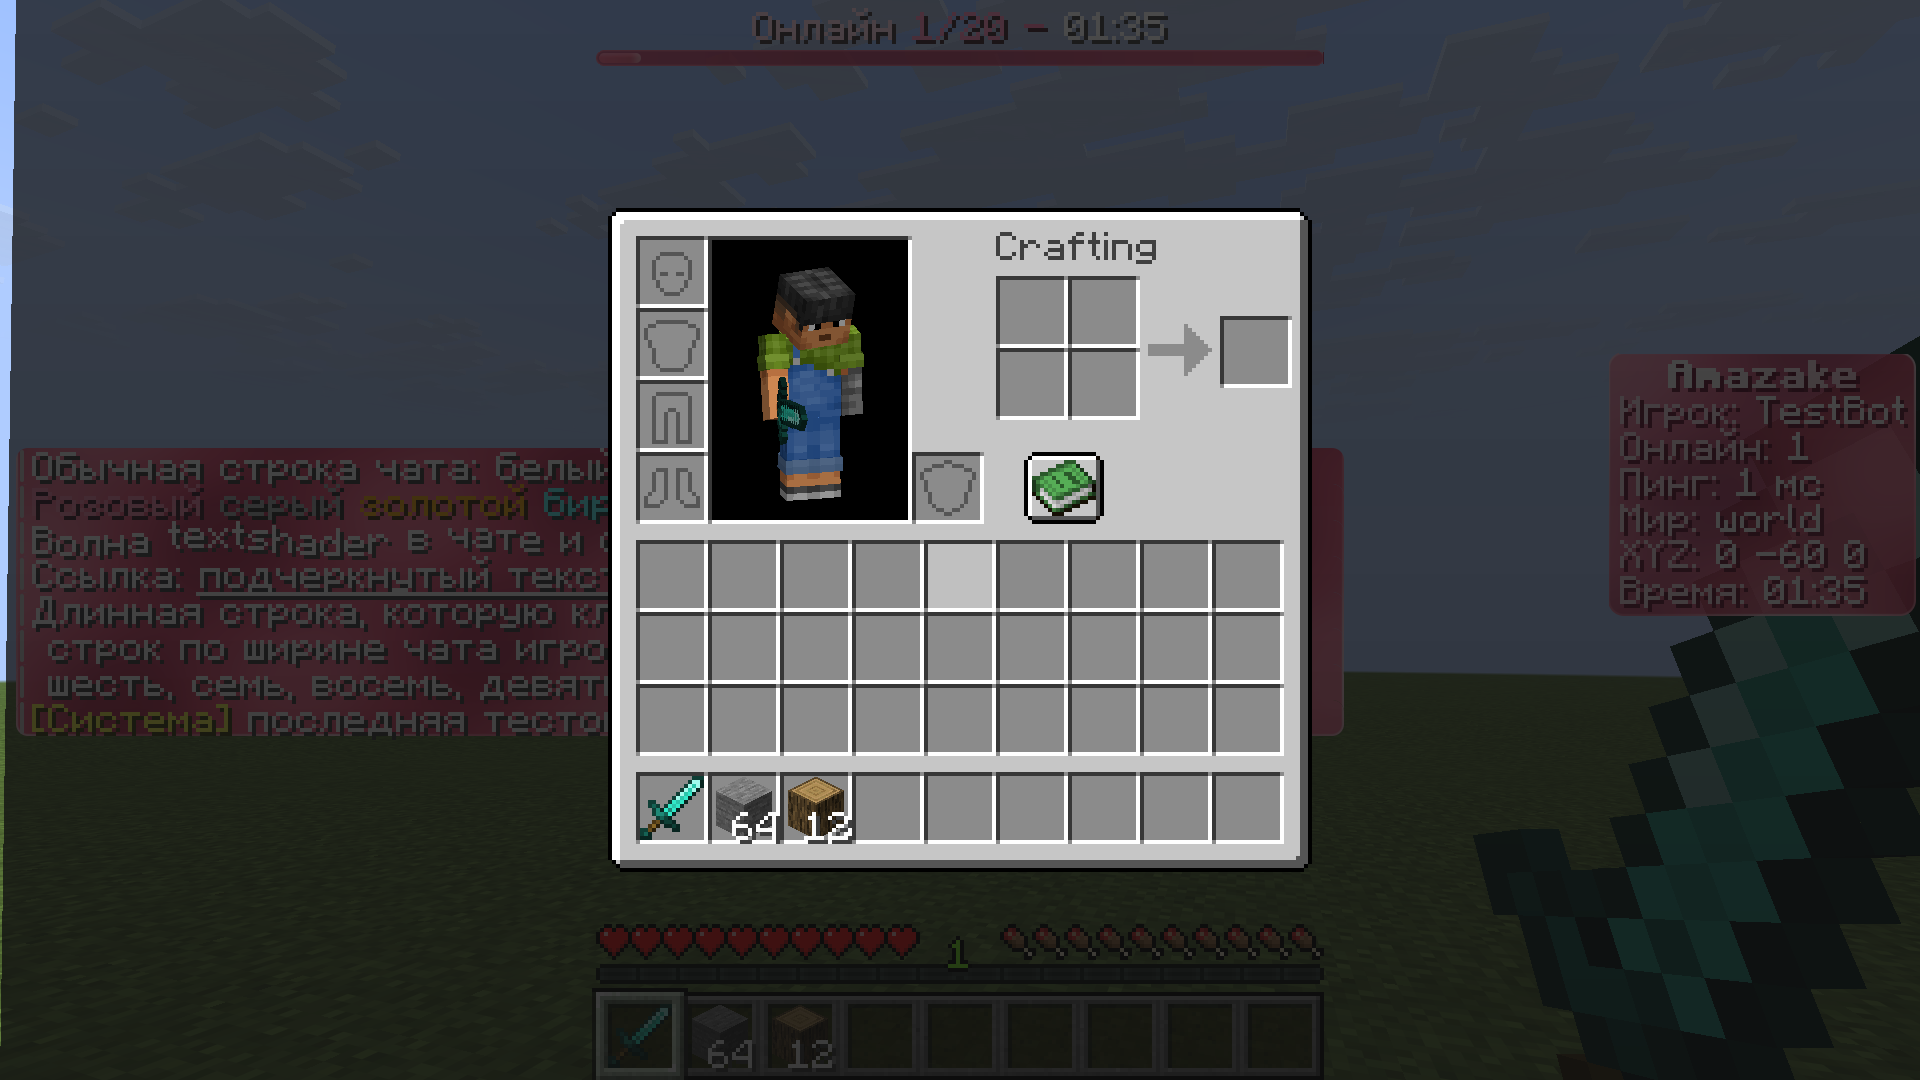 Онлайн 1/20 - 01:35
Crafting
Обычная строка чата: белый
Розовый серый золотой бир
Волна textshader в чате и с
Ссылка: подчеркнутый текс
Длинная строка, которую кл
строк по ширине чата игро
шесть, семь, восемь, девят
[Система] последняя тесто
Amazake
Игрок: TestBot
Онлайн: 1
Пинг: 1 мс
Мир: world
XYZ: 0 -60 0
Время: 01:35
64 12
1
64 12